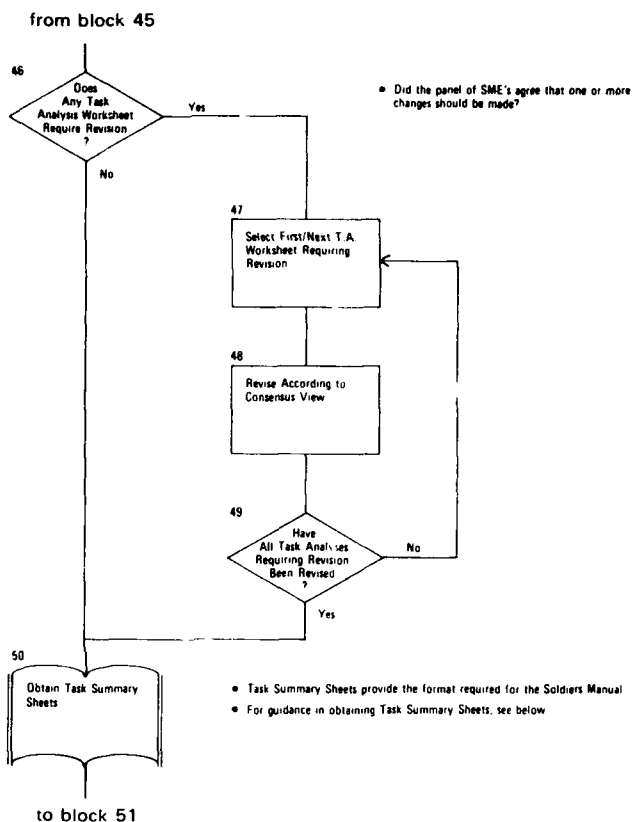 from block 45
46
Does
Any Task
Analysis Worksheet
Require Revision
?
Yes
• Did the panel of SME's agree that one or more
changes should be made?
No
47
Select First/Next T.A.
Worksheet Requiring
Revision
48
Revise According to
Consensus View
49
Have
All Task Analyses
Requiring Revision
Been Revised
?
No
Yes
50
Obtain Task Summary
Sheets
• Task Summary Sheets provide the format required for the Soldiers Manual
• For guidance in obtaining Task Summary Sheets, see below
to block 51